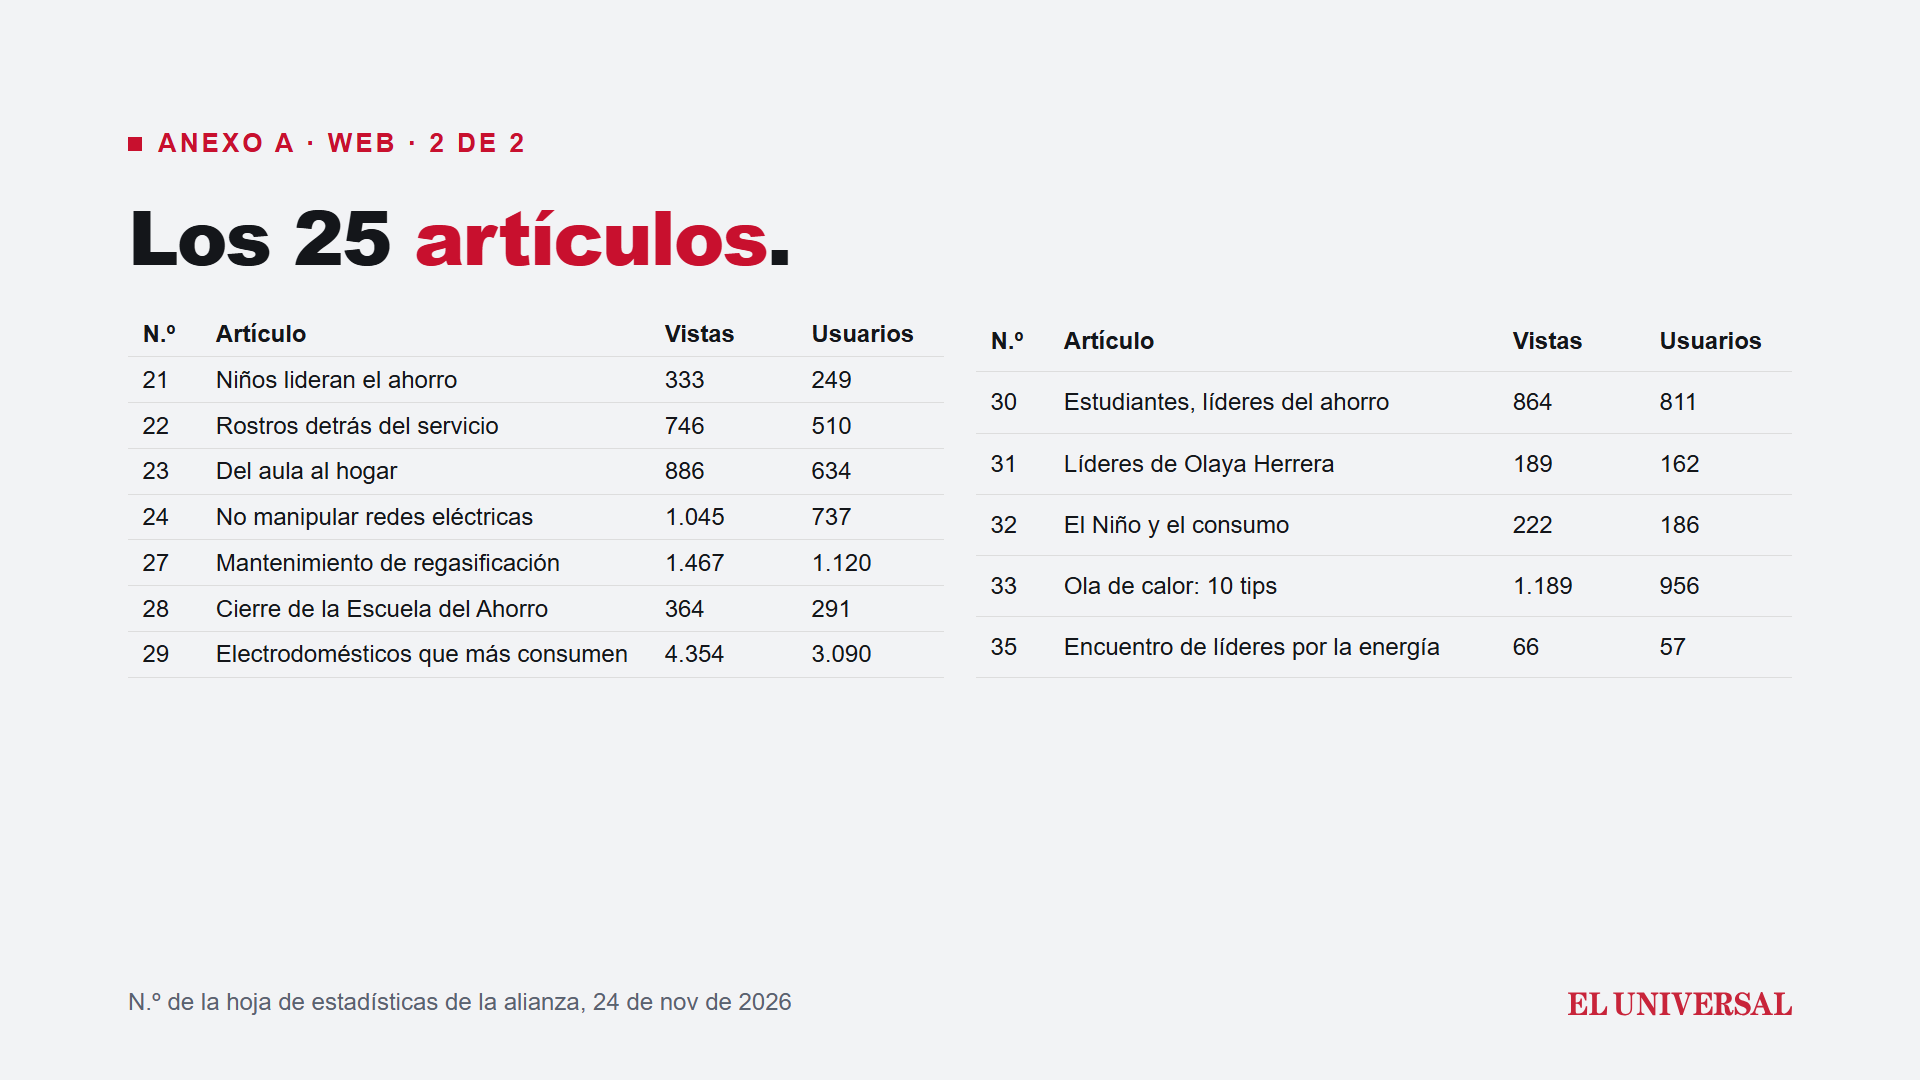 ANEXO A · WEB · 2 DE 2
Los 25 artículos.
N.º Artículo Vistas Usuarios
21 Niños lideran el ahorro 333 249
22 Rostros detrás del servicio 746 510
23 Del aula al hogar 886 634
24 No manipular redes eléctricas 1.045 737
27 Mantenimiento de regasificación 1.467 1.120
28 Cierre de la Escuela del Ahorro 364 291
29 Electrodomésticos que más consumen 4.354 3.090
N.º Artículo Vistas Usuarios
30 Estudiantes, líderes del ahorro 864 811
31 Líderes de Olaya Herrera 189 162
32 El Niño y el consumo 222 186
33 Ola de calor: 10 tips 1.189 956
35 Encuentro de líderes por la energía 66 57
N.º de la hoja de estadísticas de la alianza, 24 de nov de 2026
EL UNIVERSAL